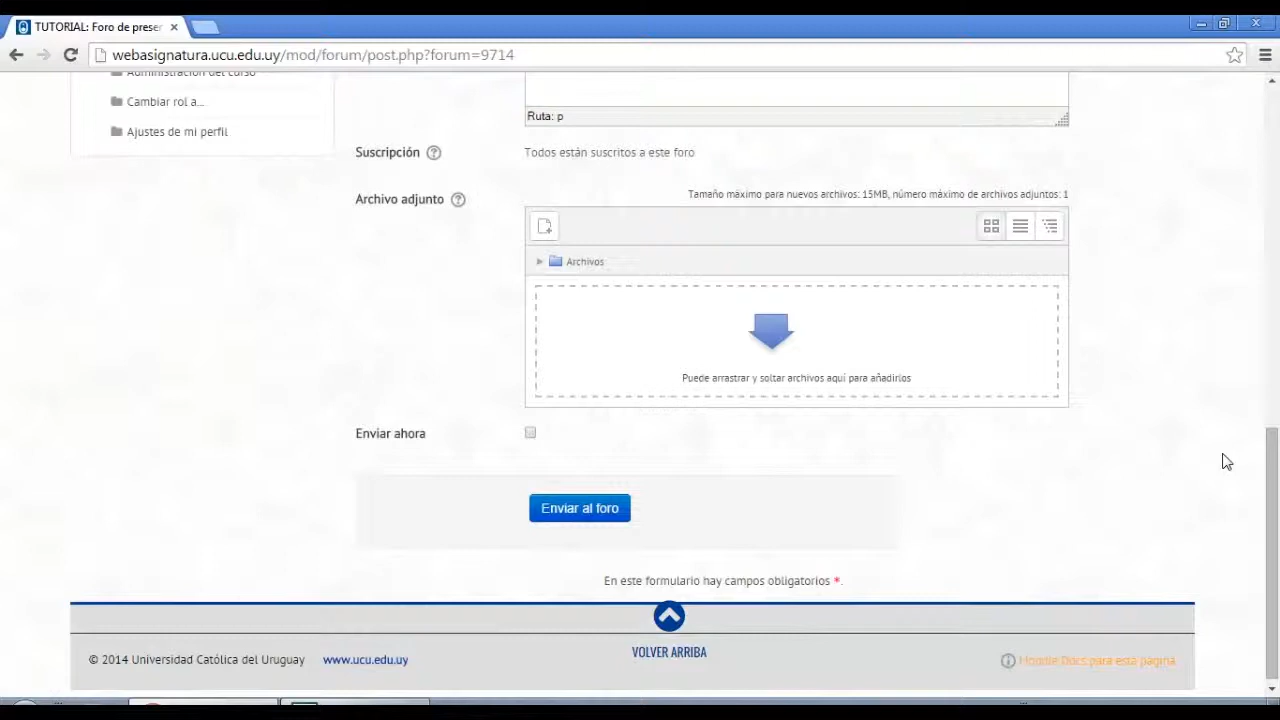 TUTORIAL: Foro de preser
webasignatura.ucu.edu.uy/mod/forum/post.php?forum=9714
Administración del curso
Cambiar rol a...
Ajustes de mi perfil
Ruta: p
Suscripción
Todos están suscritos a este foro
Archivo adjunto
Tamaño máximo para nuevos archivos: 15MB, número máximo de archivos adjuntos: 1
Archivos
Puede arrastrar y soltar archivos aquí para añadirlos
Enviar ahora
Enviar al foro
En este formulario hay campos obligatorios *.
© 2014 Universidad Católica del Uruguay www.ucu.edu.uy
VOLVER ARRIBA
Moodle Docs para esta página